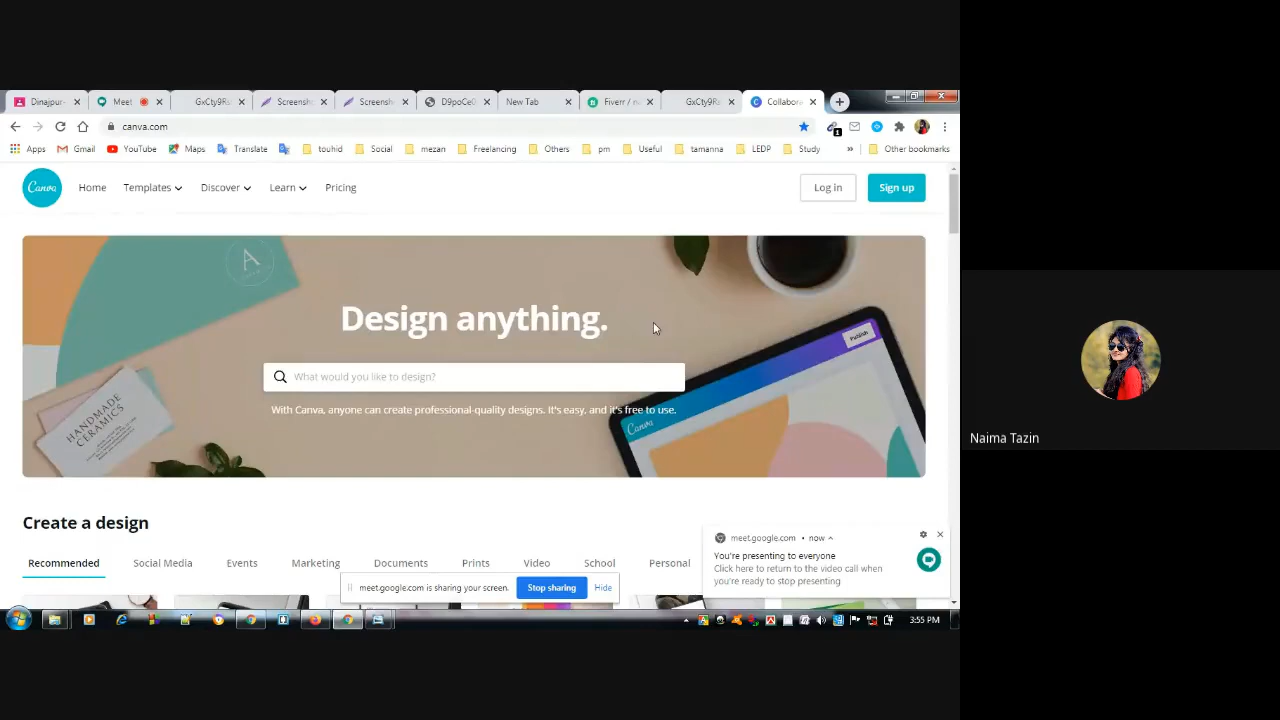 Dinajpur-
Meet
Screensh
Screensh
D9poCe
New Tab
Fiverr / n
GxCty9R
Collabor
canva.com
1
Apps
Gmail
YouTube
Maps
Translate
touhid
Social
mezan
Freelancing
Others
pm
Useful
tamanna
LEDP
Study
»
Other bookmarks
Canva
Home
Templates
Discover
Learn
Pricing
Log in
Sign up
A
Design anything.
What would you like to design?
With Canva, anyone can create professional-quality designs. It's easy, and it's free to use.
HANDMADE
CERAMICS
Publish
Canva
Naima Tazin
Create a design
Recommended
Social Media
Events
Marketing
Documents
Prints
Video
School
Personal
meet.google.com • now
You're presenting to everyone
Click here to return to the video call when
you're ready to stop presenting
meet.google.com is sharing your screen.
Stop sharing
Hide
3:55 PM